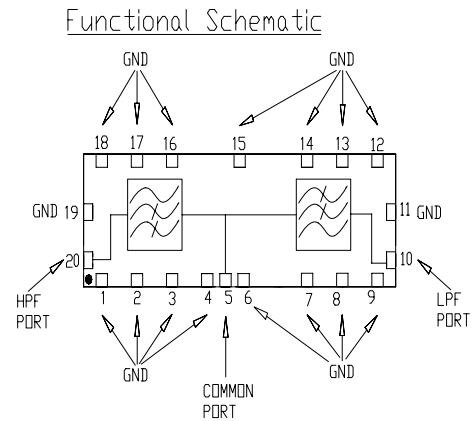 Functional Schematic
GND GND
18 17 16 15 14 13 12
GND 19 11 GND
20 10
HPF
PORT
LPF
PORT
1 2 3 4 5 6 7 8 9
GND GND
COMMON
PORT